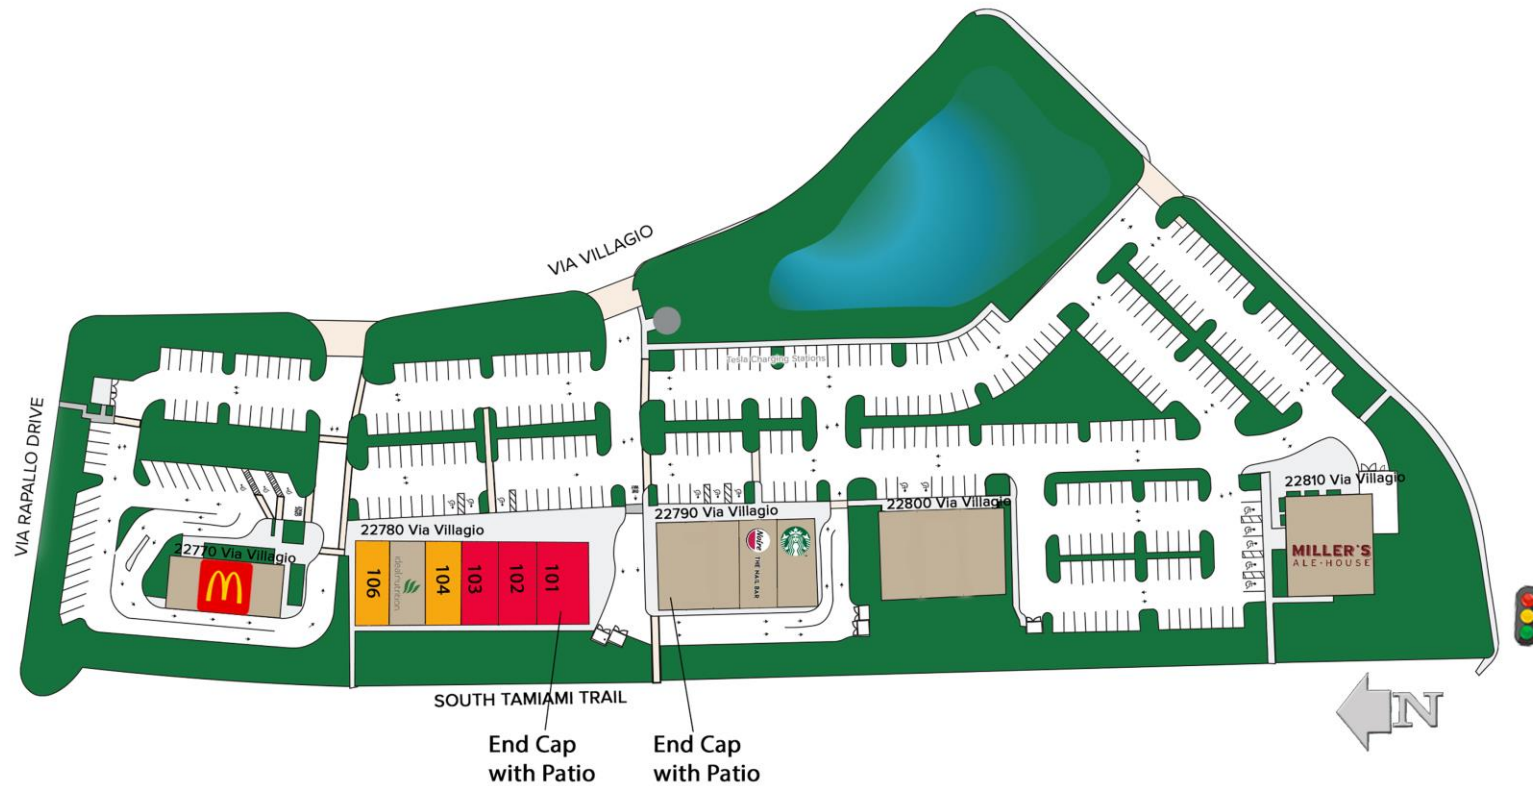 VIA VILLAGIO
VIA RAPALLO DRIVE
Tesla Charging Stations
22770 Via Villagio
22780 Via Villagio
106
idealnutrition
104
103
102
101
22790 Via Villagio
Noire
THE NAIL BAR
22800 Via Villagio
22810 Via Villagio
MILLER'S
ALE·HOUSE
SOUTH TAMIAMI TRAIL
N
End Cap
with Patio
End Cap
with Patio